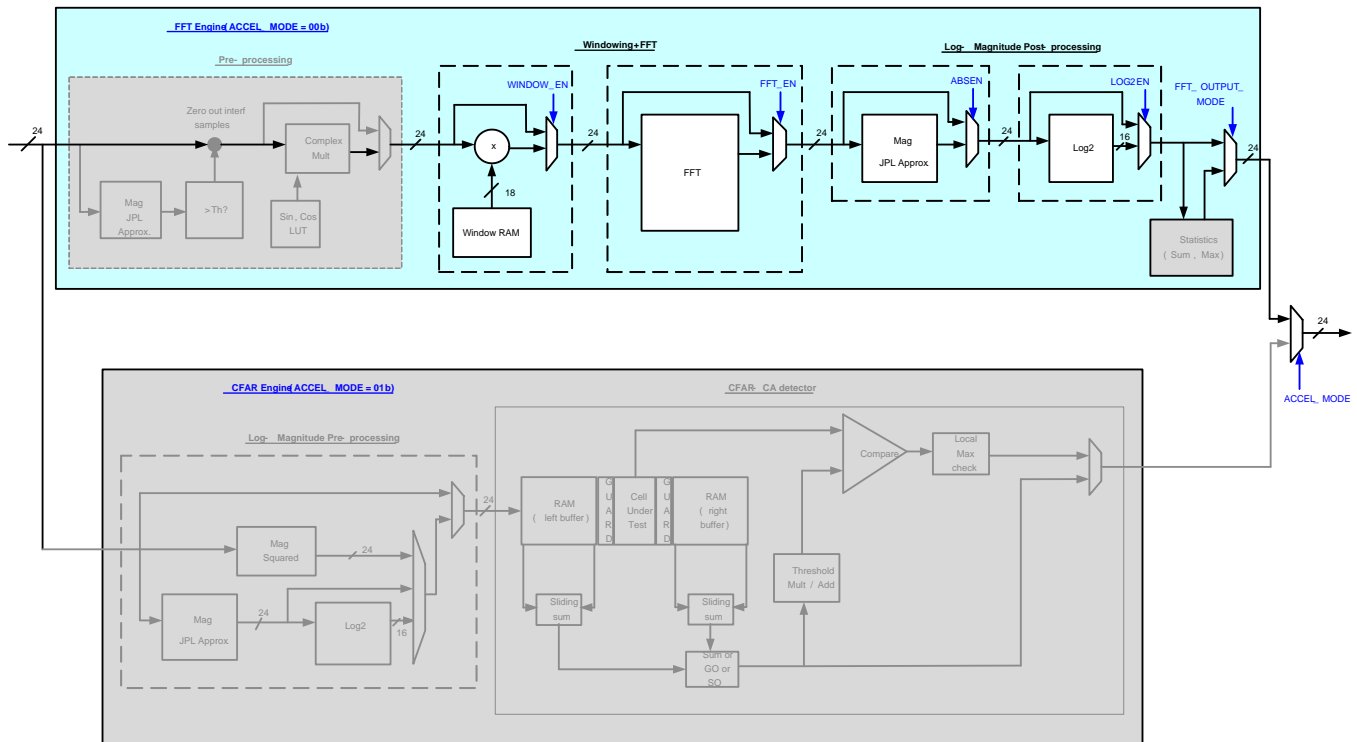 FFT Engine(ACCEL_ MODE = 00b)
Windowing+FFT
Log- Magnitude Post- processing
Pre- processing
WINDOW_EN
FFT_EN
ABSEN
LOG2EN
FFT_ OUTPUT_
MODE
Zero out interf
samples
24
Complex
Mult
24
x
24
FFT
24
Mag
JPL Approx
24
Log2
16
24
18
Mag
JPL
Approx.
>Th?
Sin, Cos
LUT
Window RAM
Statistics
( Sum , Max)
24
ACCEL_ MODE
CFAR Engine(ACCEL_ MODE = 01b)
CFAR- CA detector
Log- Magnitude Pre- processing
24
RAM
( left buffer)
G
U
A
R
D
Cell
Under
Test
G
U
A
R
D
RAM
( right
buffer)
Compare
Local
Max
check
Mag
Squared
24
Threshold
Mult / Add
Mag
JPL Approx
24
Log2
16
Sliding
sum
Sliding
sum
Sum or
GO or
SO